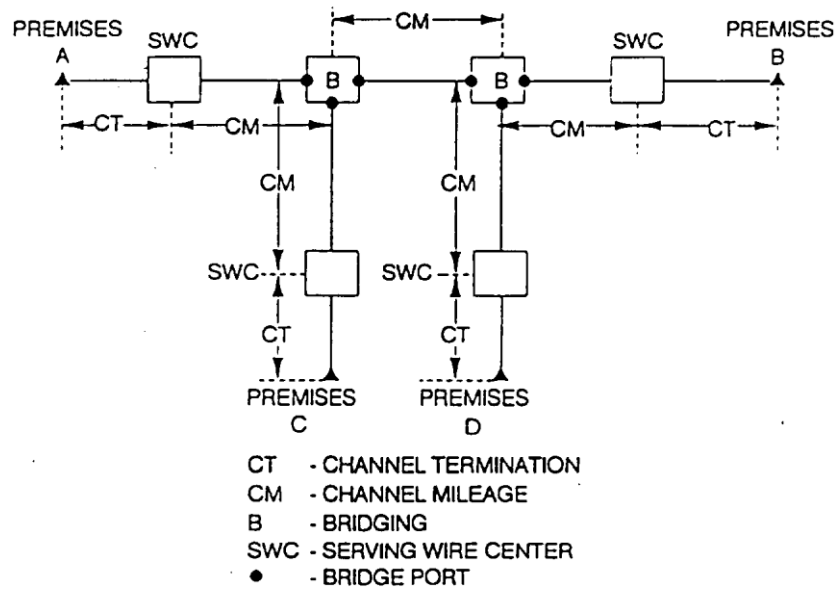 CM
PREMISES
A
SWC
SWC
PREMISES
B
B
B
CT
CM
CM
CT
CM
CM
SWC
SWC
CT
CT
PREMISES
C
PREMISES
D
CT - CHANNEL TERMINATION
CM - CHANNEL MILEAGE
B - BRIDGING
SWC - SERVING WIRE CENTER
● - BRIDGE PORT